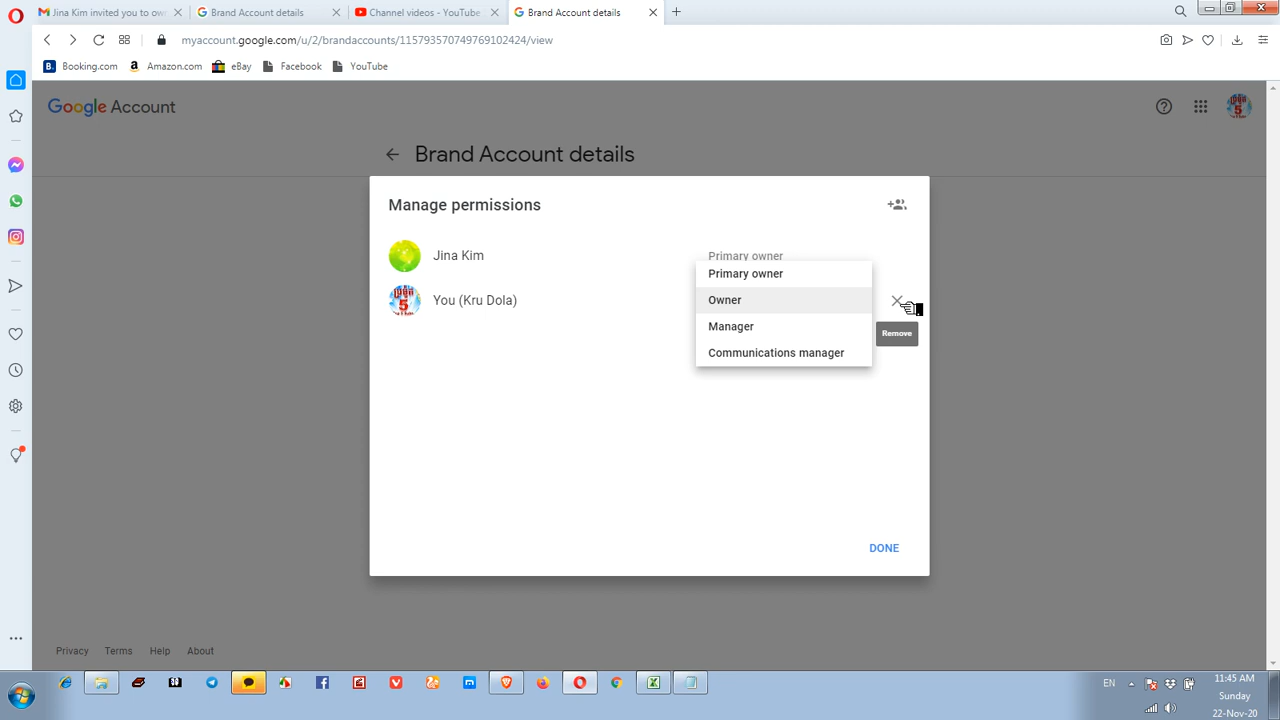 Jina Kim invited you to ow
Brand Account details
Channel videos - YouTube
Brand Account details
myaccount.google.com/u/2/brandaccounts/115793570749769102424/view
Booking.com
Amazon.com
eBay
Facebook
YouTube
Google Account
Brand Account details
Manage permissions
Jina Kim
Primary owner
You (Kru Dola)
Primary owner
Owner
Manager
Communications manager
Remove
DONE
Privacy
Terms
Help
About
EN
11:45 AM
Sunday
22-Nov-20